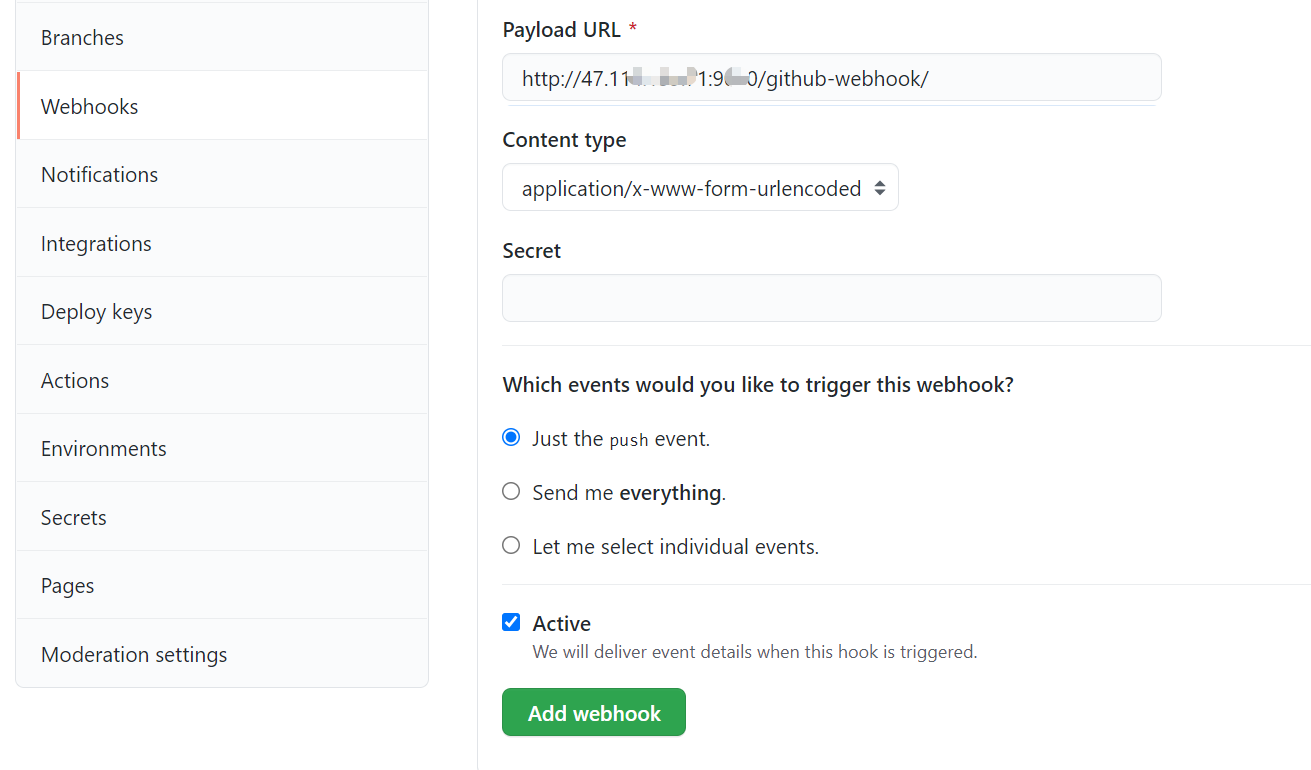 Branches
Webhooks
Notifications
Integrations
Deploy keys
Actions
Environments
Secrets
Pages
Moderation settings
Payload URL *
http://47.11 1:9 0/github-webhook/
Content type
application/x-www-form-urlencoded
Secret
Which events would you like to trigger this webhook?
Just the push event.
Send me everything.
Let me select individual events.
Active
We will deliver event details when this hook is triggered.
Add webhook